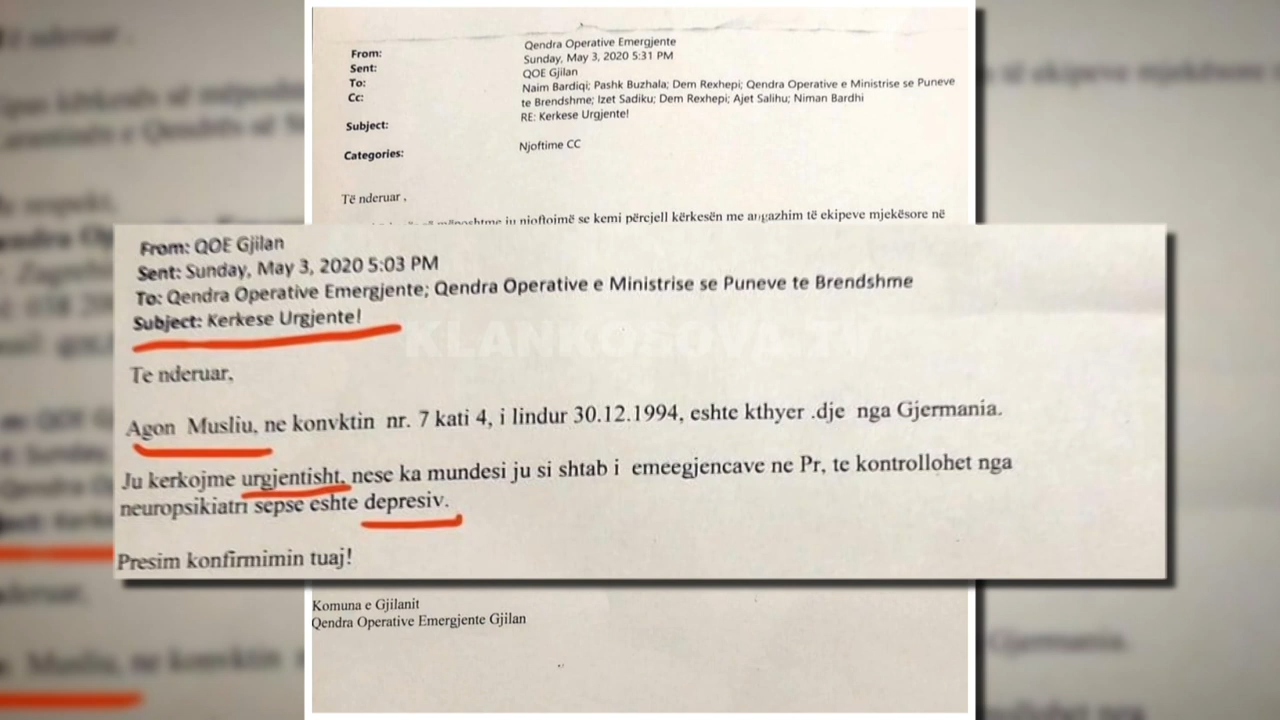 From: Qendra Operative Emergjente
Sent: Sunday, May 3, 2020 5:31 PM
To: QOE Gjilan
Cc: Naim Bardiqi; Pashk Buzhala; Dem Rexhepi; Qendra Operative e Ministrise se Puneve
te Brendshme; Izet Sadiku; Dem Rexhepi; Ajet Salihu; Niman Bardhi
Subject: RE: Kerkese Urgjente!
Categories: Njoftime CC
Të nderuar ,
ju njoftoimë se kemi përcjell kërkesën me angazhim të ekipeve mjekësore në
From: QOE Gjilan
Sent: Sunday, May 3, 2020 5:03 PM
To: Qendra Operative Emergjente; Qendra Operative e Ministrise se Puneve te Brendshme
Subject: Kerkese Urgjente!
KLANKOSOVA.TV
Te nderuar,
Agon Musliu, ne konvktin nr. 7 kati 4, i lindur 30.12.1994, eshte kthyer .dje nga Gjermania.
Ju kerkojme urgjentisht, nese ka mundesi ju si shtab i emeegjencave ne Pr, te kontrollohet nga
neuropsikiatri sepse eshte depresiv.
Presim konfirmimin tuaj!
Komuna e Gjilanit
Qendra Operative Emergjente Gjilan